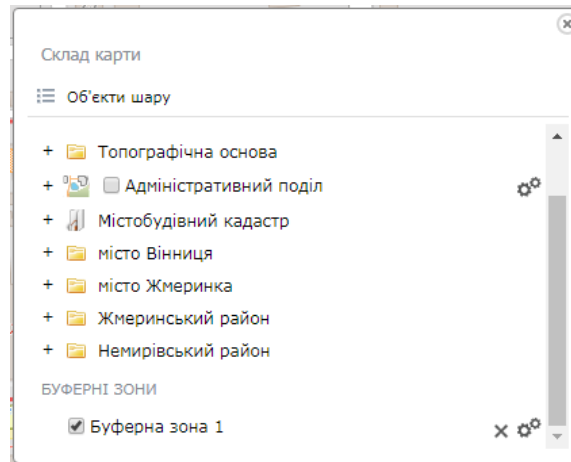 Склад карти
Об'єкти шару
+ Топографічна основа
+ Адміністративний поділ
+ Містобудівний кадастр
+ місто Вінниця
+ місто Жмеринка
+ Жмеринський район
+ Немирівський район
БУФЕРНІ ЗОНИ
Буферна зона 1